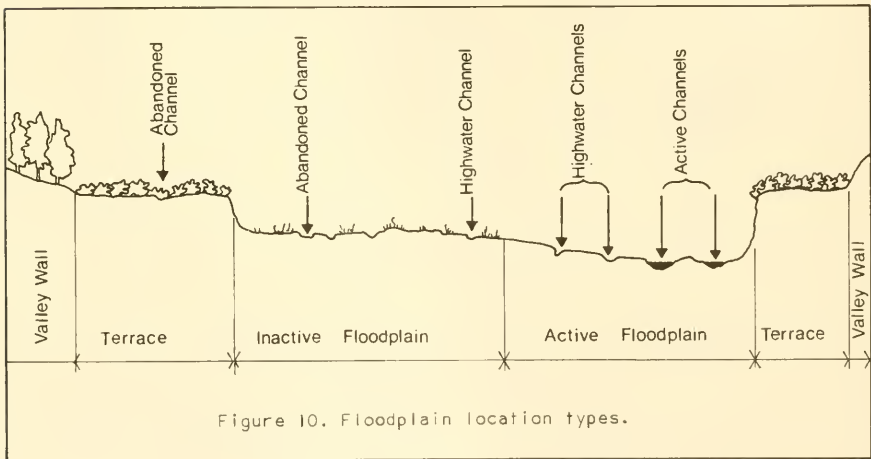 Abandoned
Channel
Abandoned Channel
Highwater Channel
Highwater Channels
Active Channels
Valley Wall
Terrace
Inactive Floodplain
Active Floodplain
Terrace
Valley Wall
Figure 10. Floodplain location types.